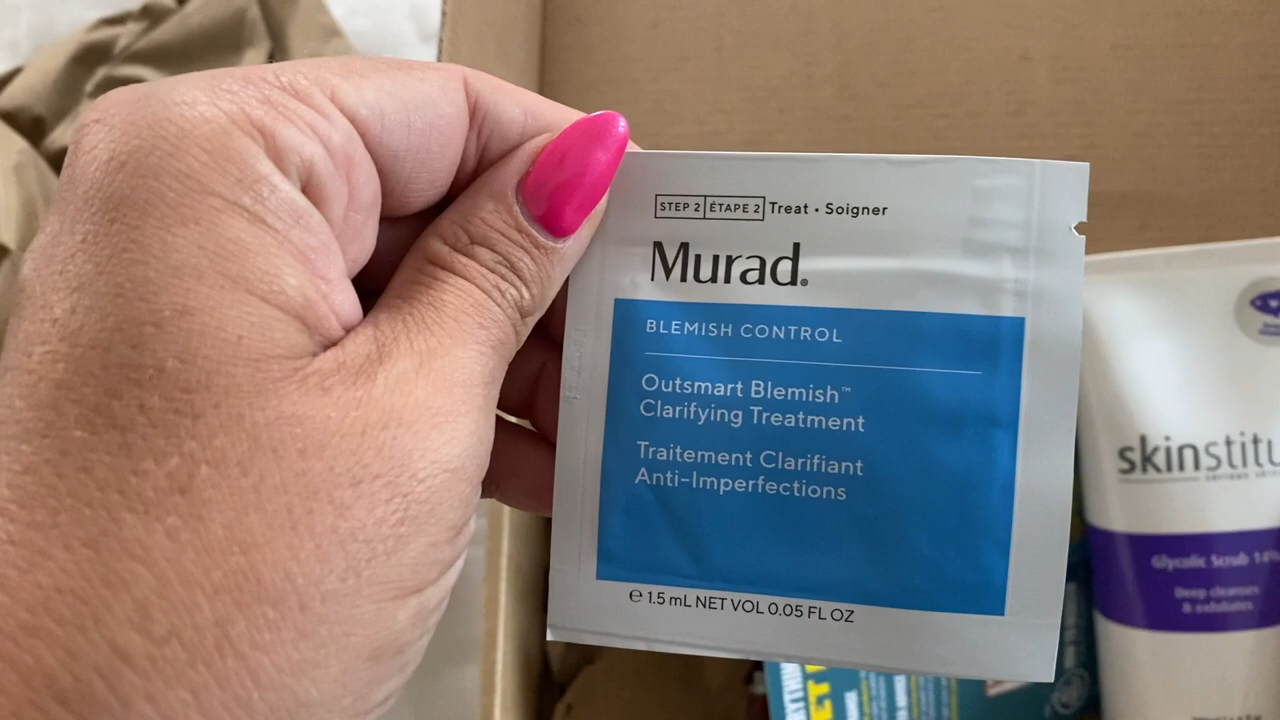 STEP 2 ÉTAPE 2 Treat • Soigner
Murad®
BLEMISH CONTROL
Outsmart Blemish™
Clarifying Treatment
Traitement Clarifiant
Anti-Imperfections
℮ 1.5 mL NET VOL 0.05 FL OZ
skinstitu
Glycolic Scrub 14%
Deep cleanses
& exfoliates